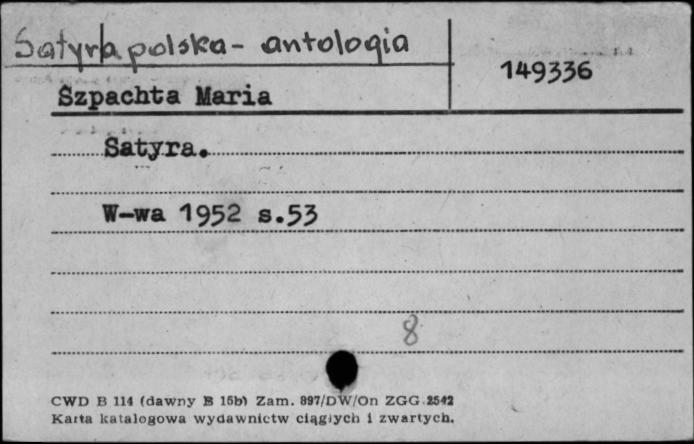 Satyra polska - antologia
149336
Szpachta Maria
Satyra.
W-wa 1952 s.53
8
CWD B 114 (dawny B 15b) Zam. 897/DW/On ZGG 2542
Karta katalogowa wydawnictw ciągłych i zwartych.